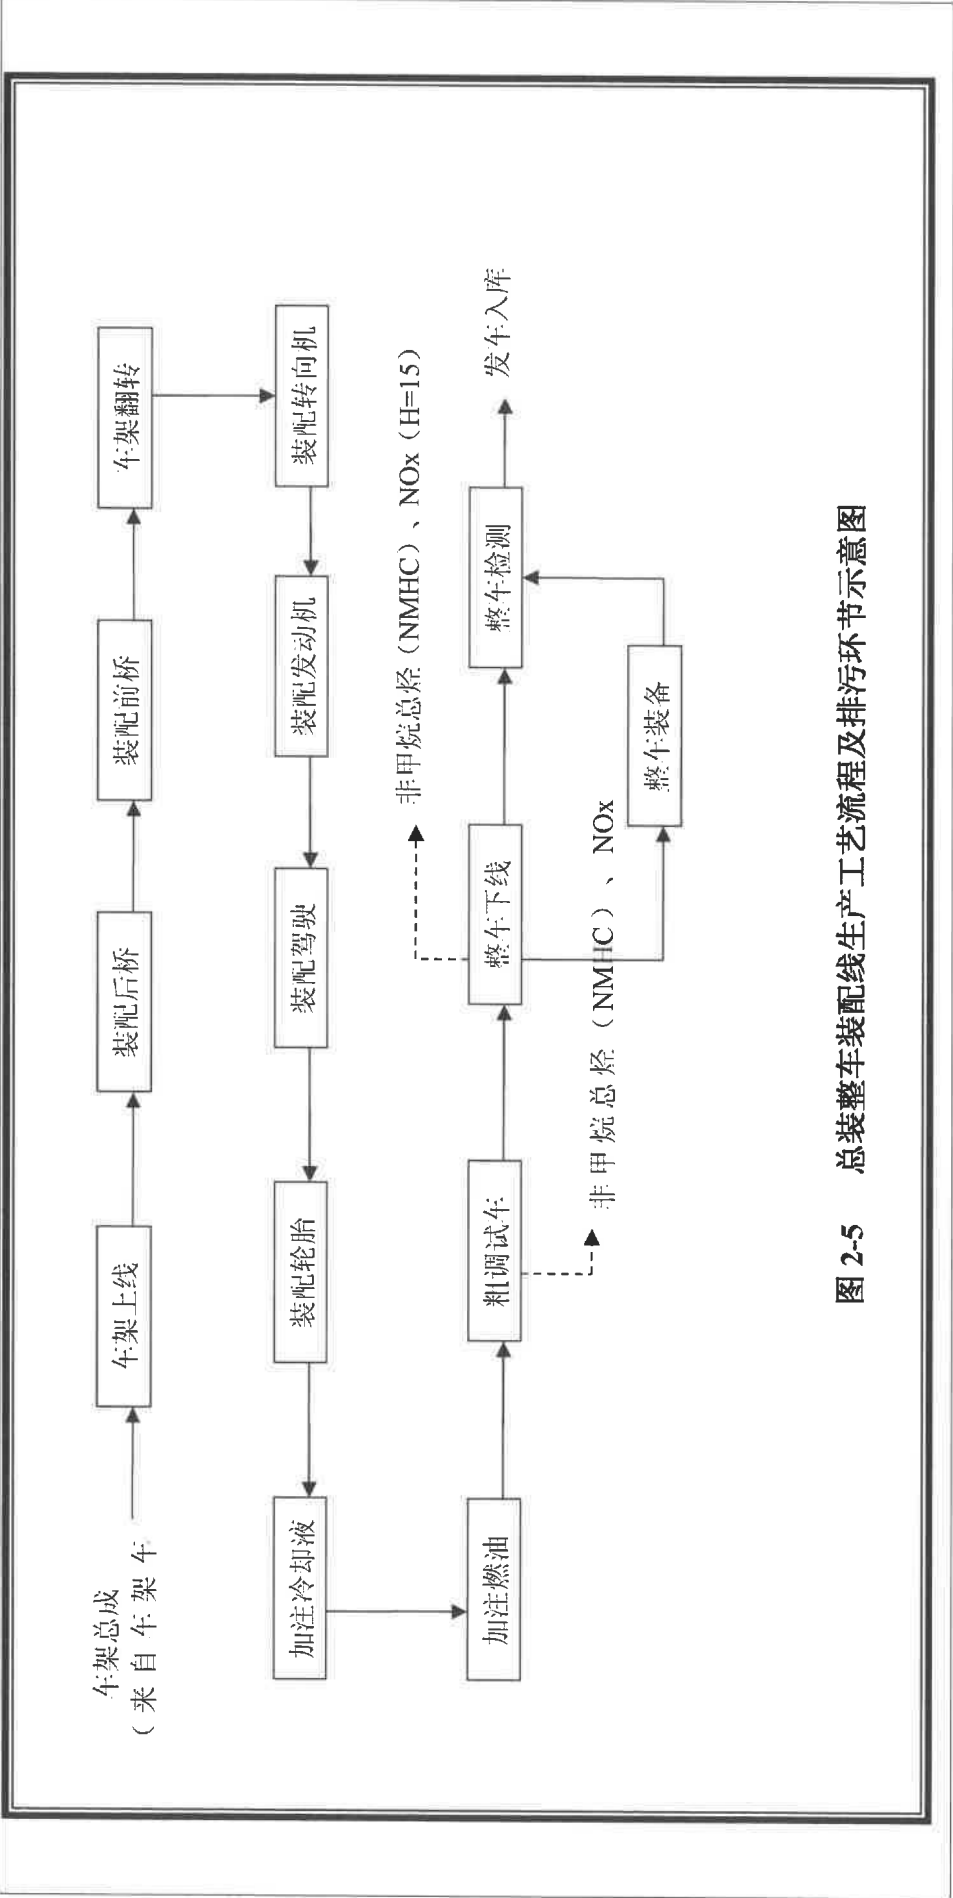 车架总成
（来自车架车
车架上线
装配后桥
装配前桥
车架翻转
装配转向机
装配发动机
装配驾驶
装配轮胎
加注冷却液
加注燃油
粗调试车
整车下线
整车检测
发车入库
非甲烷总烃（NMHC）、NOx（H=15）
非甲烷总烃（NMHC）、NOx
整车装备
图 2-5 总装整车装配线生产工艺流程及排污环节示意图